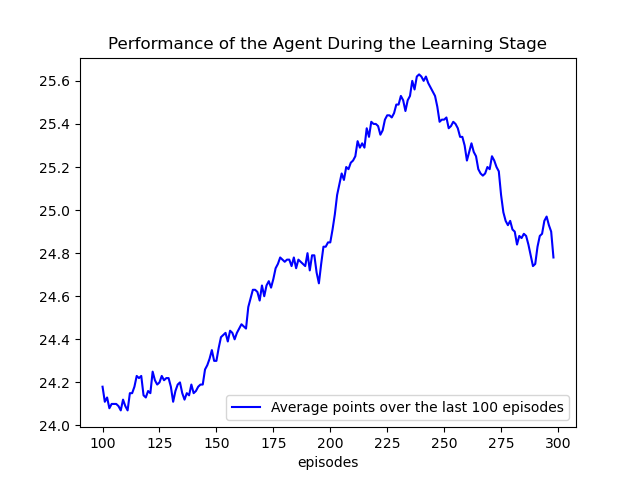 Performance of the Agent During the Learning Stage
25.6
25.4
25.2
25.0
24.8
24.6
24.4
24.2
24.0
Average points over the last 100 episodes
100 125 150 175 200 225 250 275 300
episodes